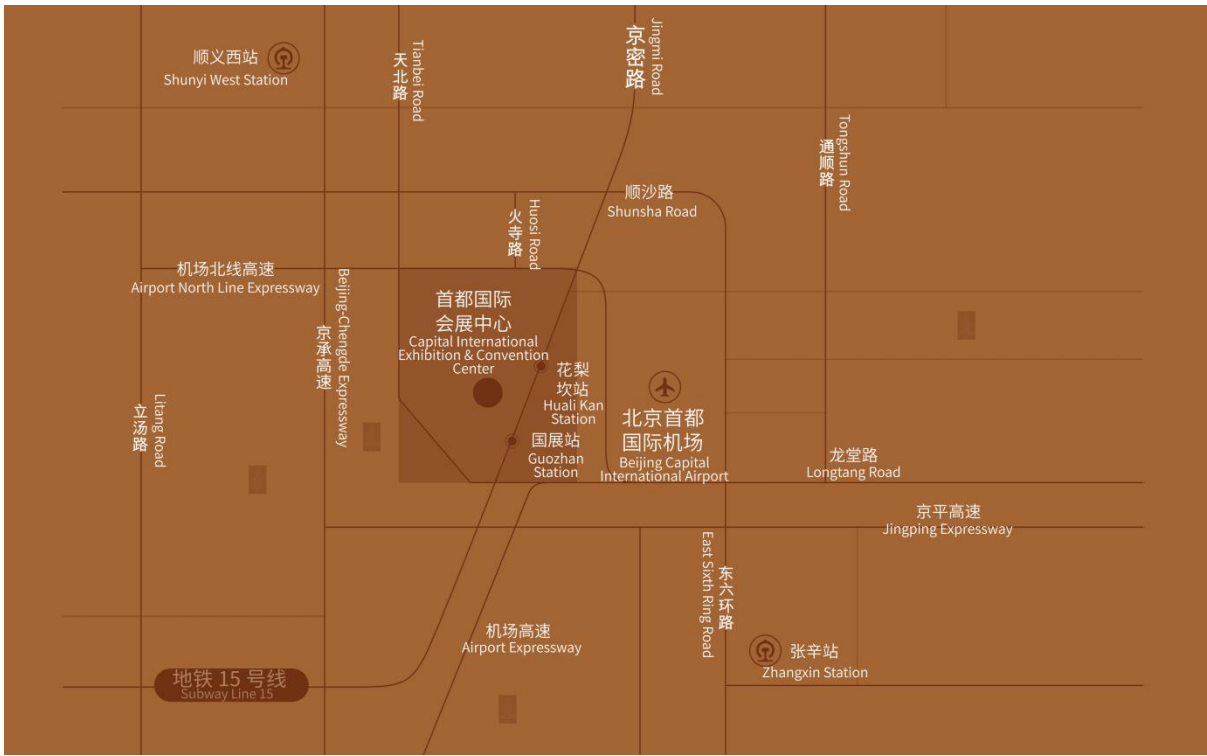 顺义西站
Shunyi West Station
天北路
Tianbei Road
京密路
Jingmi Road
通顺路
Tongshun Road
顺沙路
Shunsha Road
火寺路
Huosi Road
机场北线高速
Airport North Line Expressway
京承高速
Beijing-Chengde Expressway
首都国际
会展中心
Capital International
Exhibition & Convention
Center
花梨
坎站
Huali Kan
Station
国展站
Guozhan
Station
北京首都
国际机场
Beijing Capital
International Airport
立汤路
Litang Road
龙堂路
Longtang Road
京平高速
Jingping Expressway
东六环路
East Sixth Ring Road
机场高速
Airport Expressway
张辛站
Zhangxin Station
地铁 15 号线
Subway Line 15